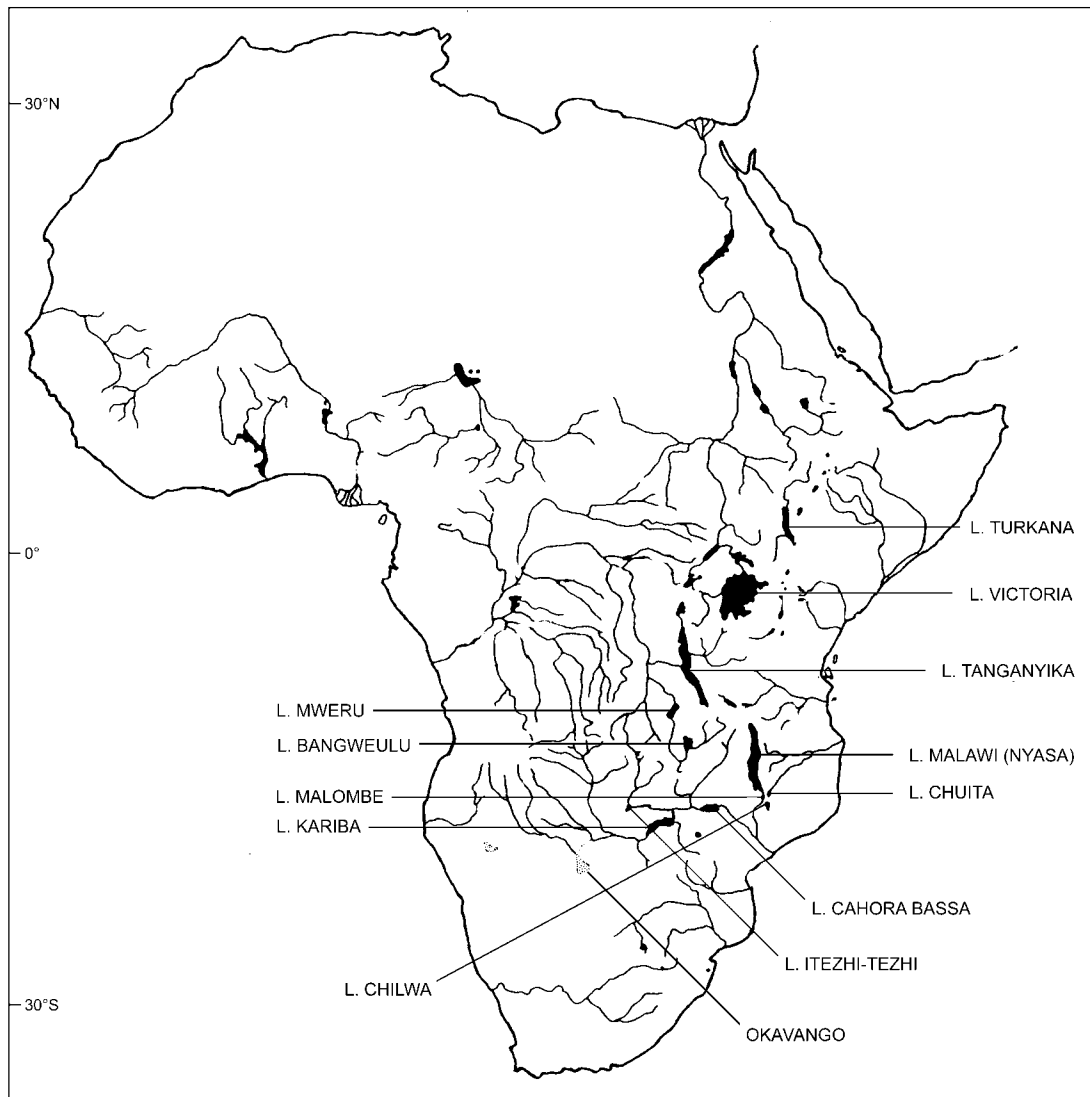 30°N
L. TURKANA
0°
L. VICTORIA
L. TANGANYIKA
L. MWERU
L. BANGWEULU
L. MALAWI (NYASA)
L. MALOMBE
L. CHUITA
L. KARIBA
L. CAHORA BASSA
L. ITEZHI-TEZHI
L. CHILWA
30°S
OKAVANGO